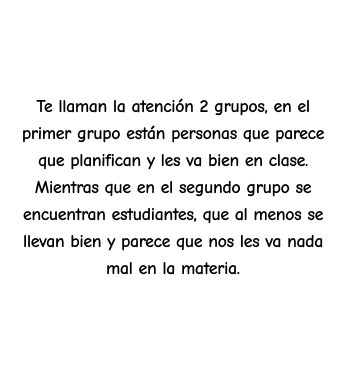 Te llaman la atención 2 grupos, en el
primer grupo están personas que parece
que planifican y les va bien en clase.
Mientras que en el segundo grupo se
encuentran estudiantes, que al menos se
llevan bien y parece que nos les va nada
mal en la materia.